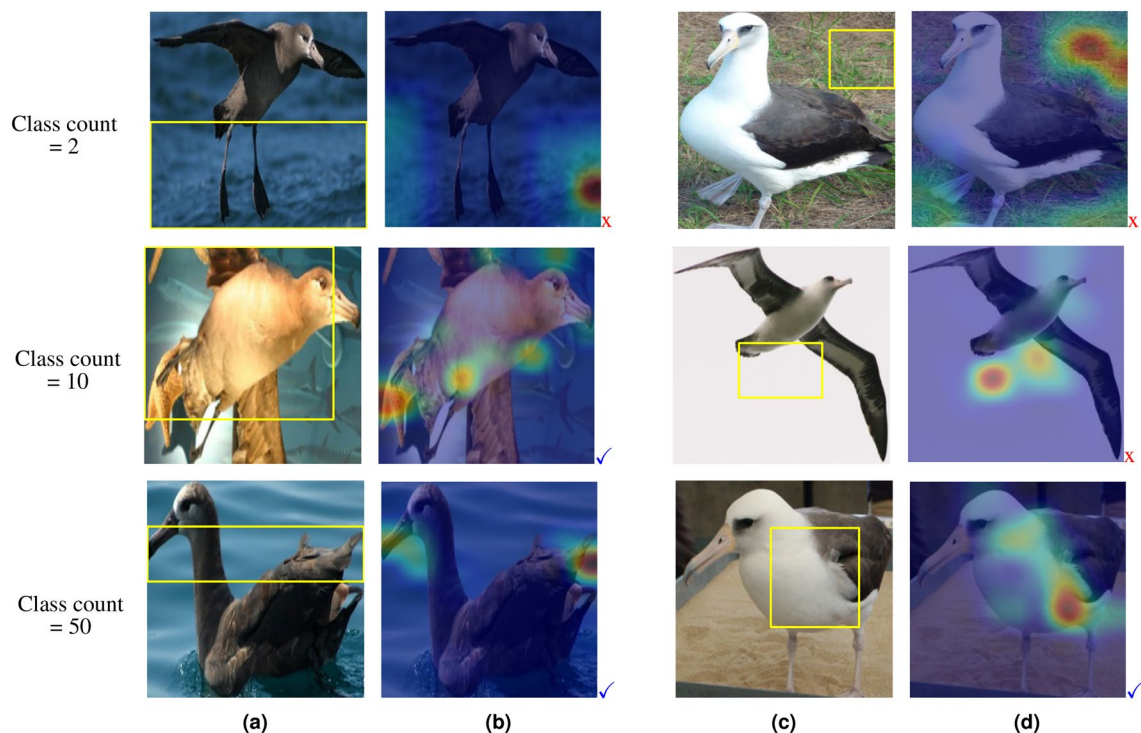 Class count
= 2
x
x
Class count
= 10
✓
x
Class count
= 50
✓
✓
(a)
(b)
(c)
(d)